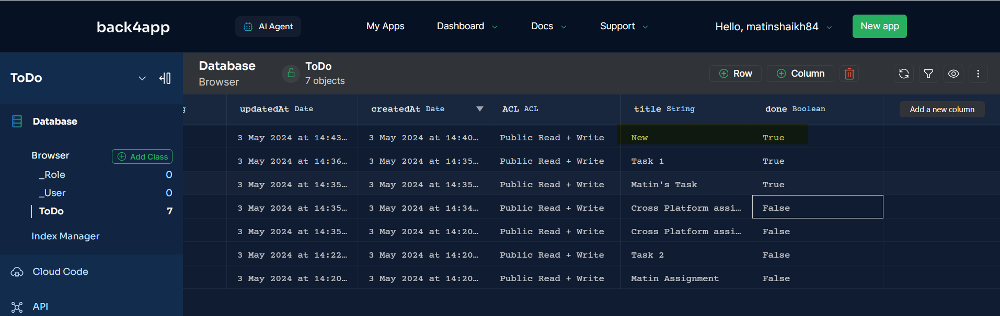 back4app AI Agent My Apps Dashboard Docs Support Hello, matinshaikh84 New app
ToDo
Database
Browser
ToDo
7 objects
Row Column
updatedAt Date createdAt Date ACL ACL title String done Boolean Add a new column
3 May 2024 at 14:43… 3 May 2024 at 14:40… Public Read + Write New True
3 May 2024 at 14:36… 3 May 2024 at 14:35… Public Read + Write Task 1 True
3 May 2024 at 14:35… 3 May 2024 at 14:35… Public Read + Write Matin's Task True
3 May 2024 at 14:35… 3 May 2024 at 14:34… Public Read + Write Cross Platform assi… False
3 May 2024 at 14:35… 3 May 2024 at 14:20… Public Read + Write Cross Platform assi… False
3 May 2024 at 14:22… 3 May 2024 at 14:20… Public Read + Write Task 2 False
3 May 2024 at 14:20… 3 May 2024 at 14:20… Public Read + Write Matin Assignment False
Database
Browser Add Class
_Role 0
_User 0
ToDo 7
Index Manager
Cloud Code
API